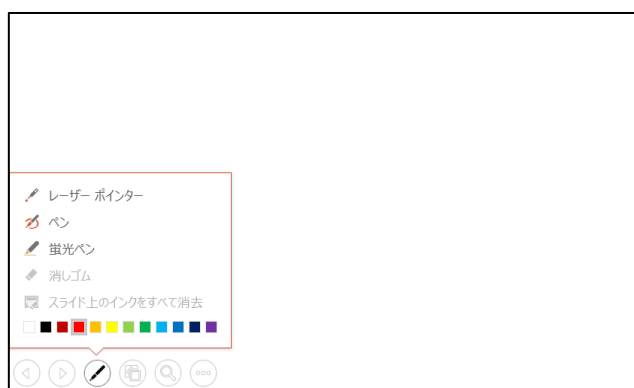 レーザー ポインター
ペン
蛍光ペン
消しゴム
スライド上のインクをすべて消去